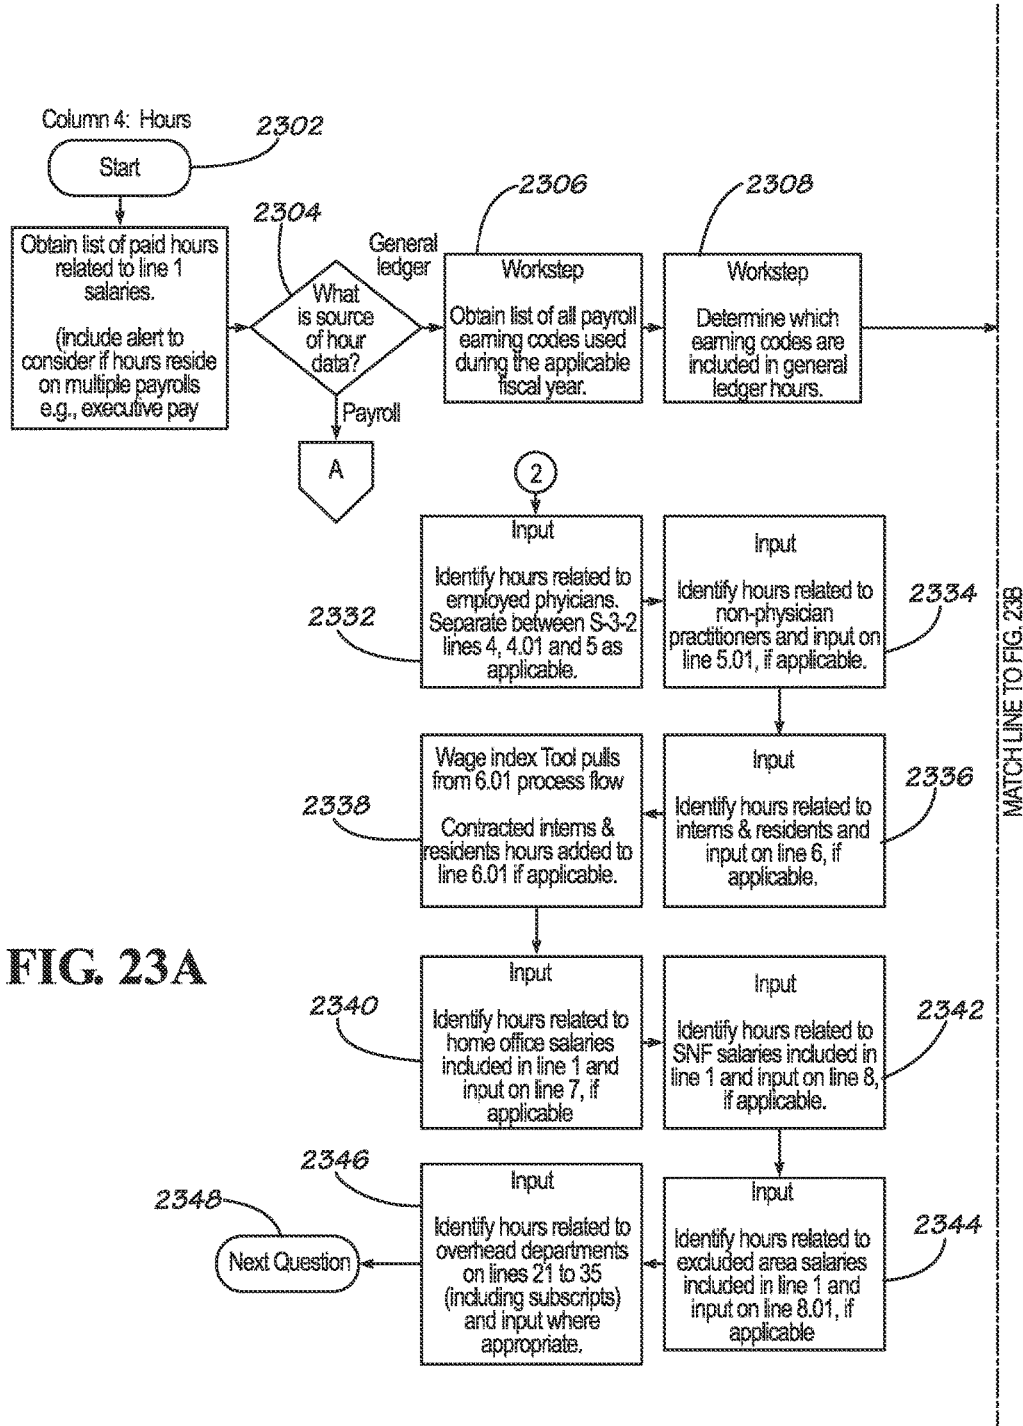 Column 4: Hours
2302
Start
Obtain list of paid hours
related to line 1
salaries.
(include alert to
consider if hours reside
on multiple payrolls
e.g., executive pay
2304
What
is source
of hour
data?
General
ledger
Payroll
A
2306
Workstep
Obtain list of all payroll
earning codes used
during the applicable
fiscal year.
2308
Workstep
Determine which
earning codes are
included in general
ledger hours.
2
Input
Identify hours related to
employed phyicians.
Separate between S-3-2
lines 4, 4.01 and 5 as
applicable.
2332
Input
Identify hours related to
non-physician
practitioners and input on
line 5.01, if applicable.
2334
Input
Identify hours related to
interns & residents and
input on line 6, if
applicable.
2336
Wage index Tool pulls
from 6.01 process flow
Contracted interns &
residents hours added to
line 6.01 if applicable.
2338
FIG. 23A
Input
Identify hours related to
home office salaries
included in line 1 and
input on line 7, if
applicable
2340
Input
Identify hours related to
SNF salaries included in
line 1 and input on line 8,
if applicable.
2342
Input
Identify hours related to
excluded area salaries
included in line 1 and
input on line 8.01, if
applicable
2344
Input
Identify hours related to
overhead departments
on lines 21 to 35
(including subscripts)
and input where
appropriate.
2346
2348
Next Question
MATCH LINE TO FIG. 23B